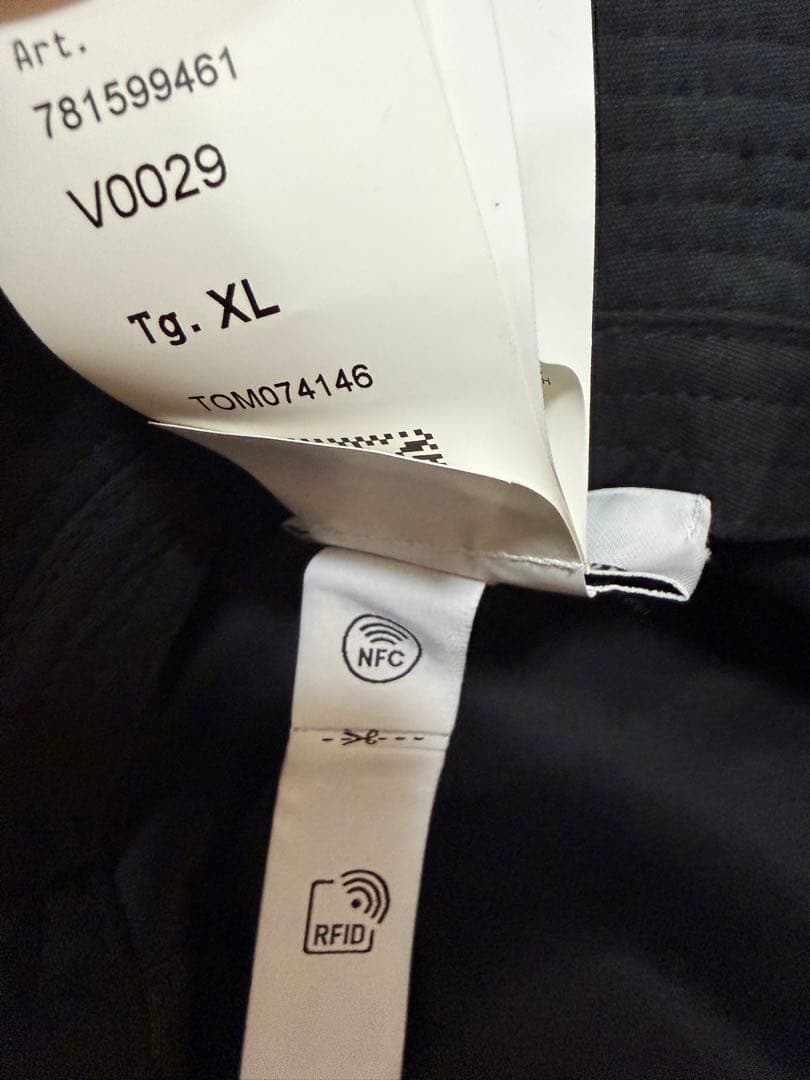 Art.
781599461
V0029
Tg. XL
TOM074146
NFC
RFID